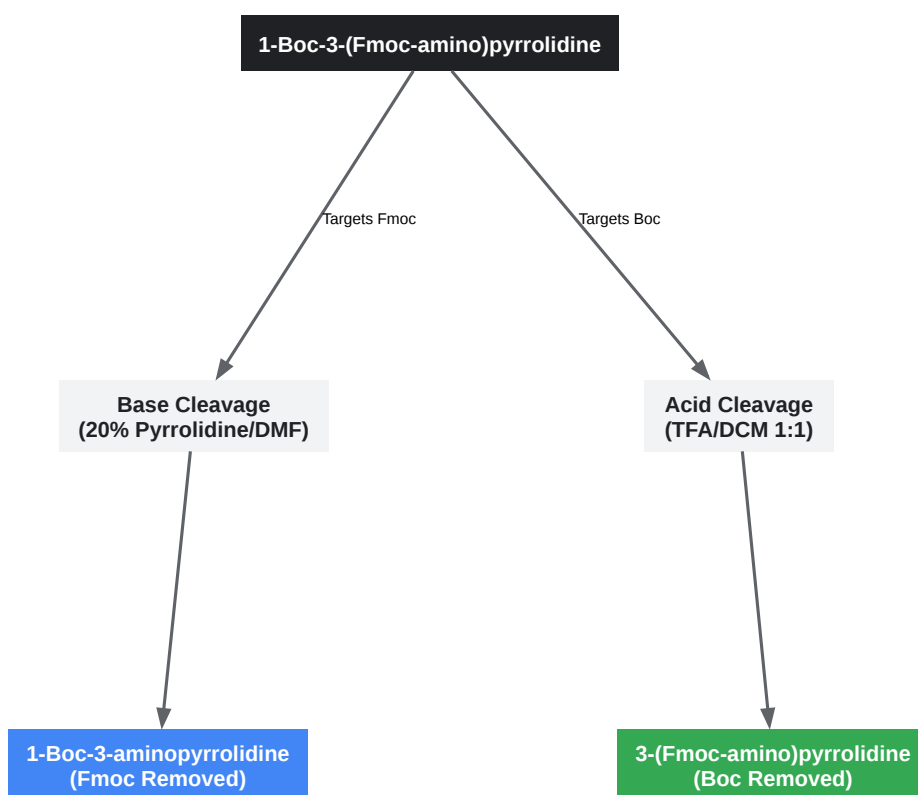 1-Boc-3-(Fmoc-amino)pyrrolidine
Targets Fmoc
Targets Boc
Base Cleavage
(20% Pyrrolidine/DMF)
Acid Cleavage
(TFA/DCM 1:1)
1-Boc-3-aminopyrrolidine
(Fmoc Removed)
3-(Fmoc-amino)pyrrolidine
(Boc Removed)